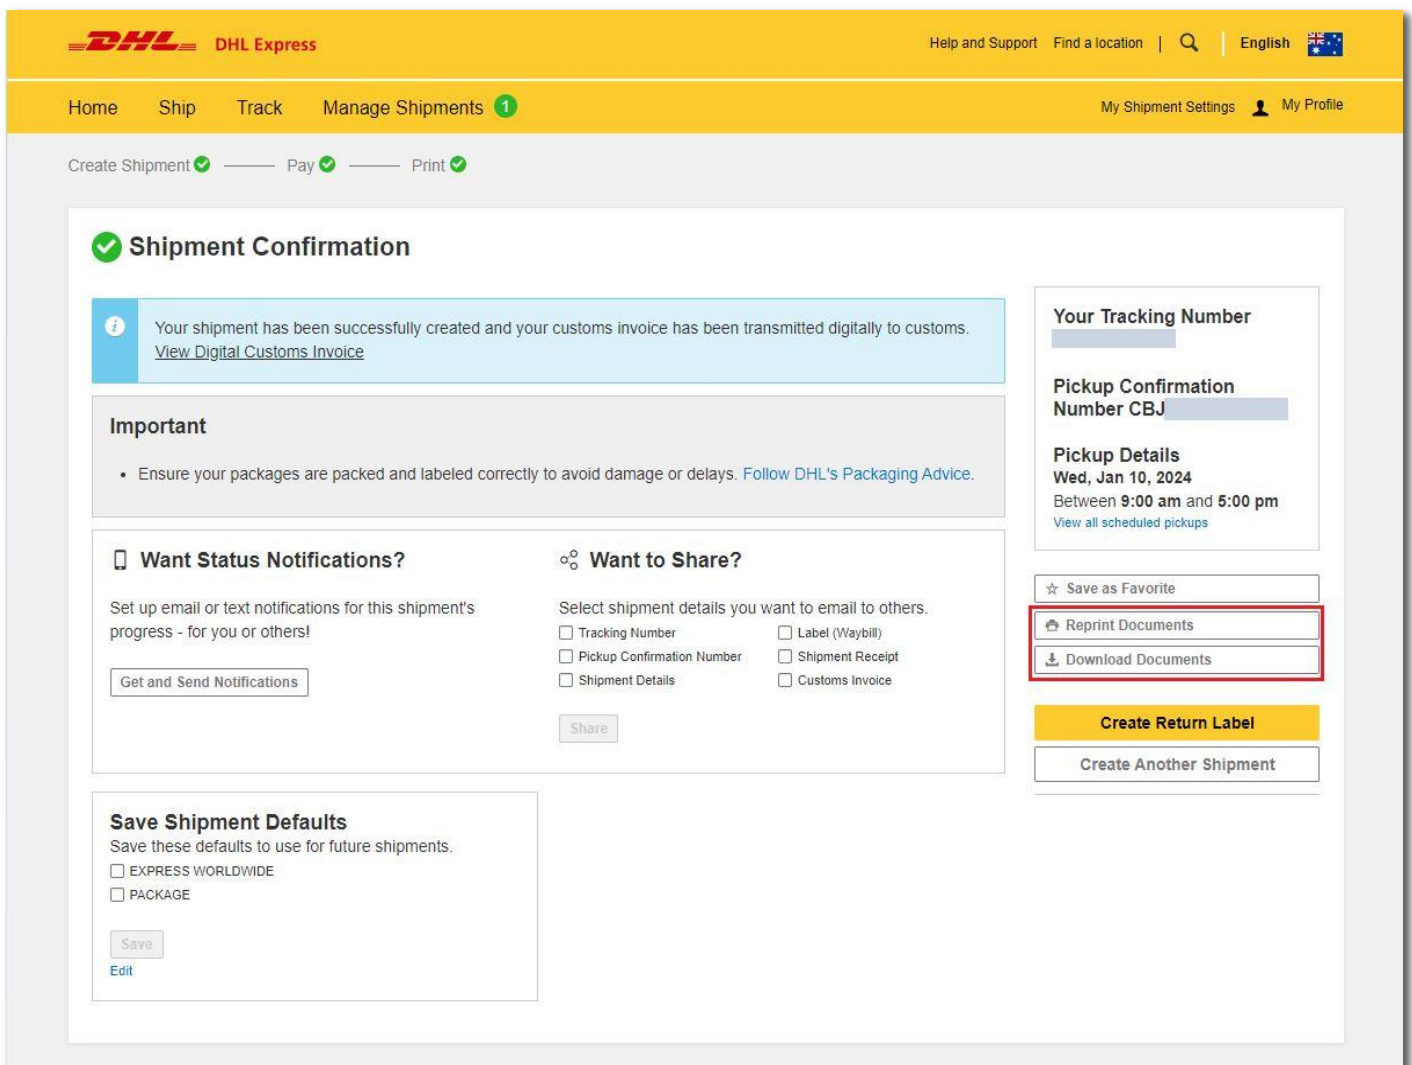 DHL DHL Express
Help and Support Find a location | English
Home Ship Track Manage Shipments 1
My Shipment Settings My Profile
Create Shipment Pay Print
Shipment Confirmation
Your shipment has been successfully created and your customs invoice has been transmitted digitally to customs.
View Digital Customs Invoice
Important
• Ensure your packages are packed and labeled correctly to avoid damage or delays. Follow DHL's Packaging Advice.
Want Status Notifications?
Set up email or text notifications for this shipment's
progress - for you or others!
Get and Send Notifications
Want to Share?
Select shipment details you want to email to others.
Tracking Number Label (Waybill)
Pickup Confirmation Number Shipment Receipt
Shipment Details Customs Invoice
Share
Save Shipment Defaults
Save these defaults to use for future shipments.
EXPRESS WORLDWIDE
PACKAGE
Save
Edit
Your Tracking Number
Pickup Confirmation
Number CBJ
Pickup Details
Wed, Jan 10, 2024
Between 9:00 am and 5:00 pm
View all scheduled pickups
Save as Favorite
Reprint Documents
Download Documents
Create Return Label
Create Another Shipment